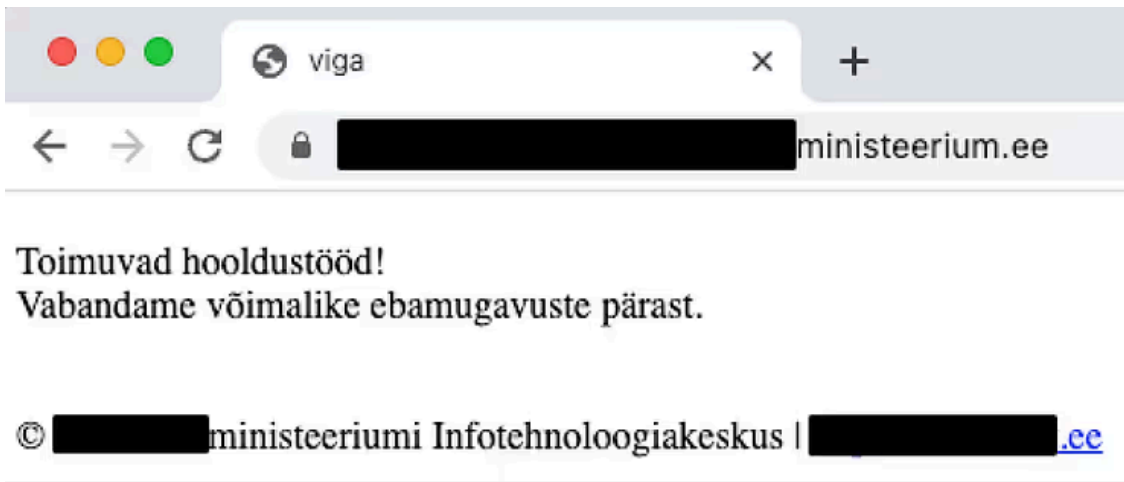 viga
ministeerium.ee
Toimuvad hooldustööd!
Vabandame võimalike ebamugavuste pärast.
© ministeeriumi Infotehnoloogiakeskus | .ee